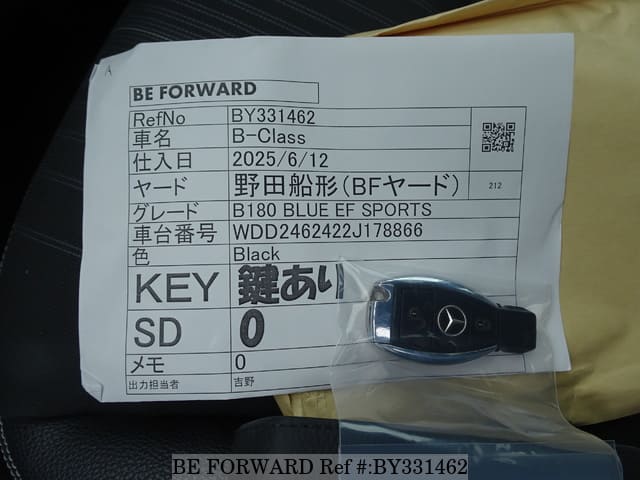 A
BE FORWARD
RefNo BY331462
車名 B-Class
仕入日 2025/6/12
ヤード 野田船形(BFヤード) 212
グレード B180 BLUE EF SPORTS
車台番号 WDD2462422J178866
色 Black
KEY 鍵あり
SD 0
メモ 0
出力担当者 吉野
BE FORWARD Ref #:BY331462